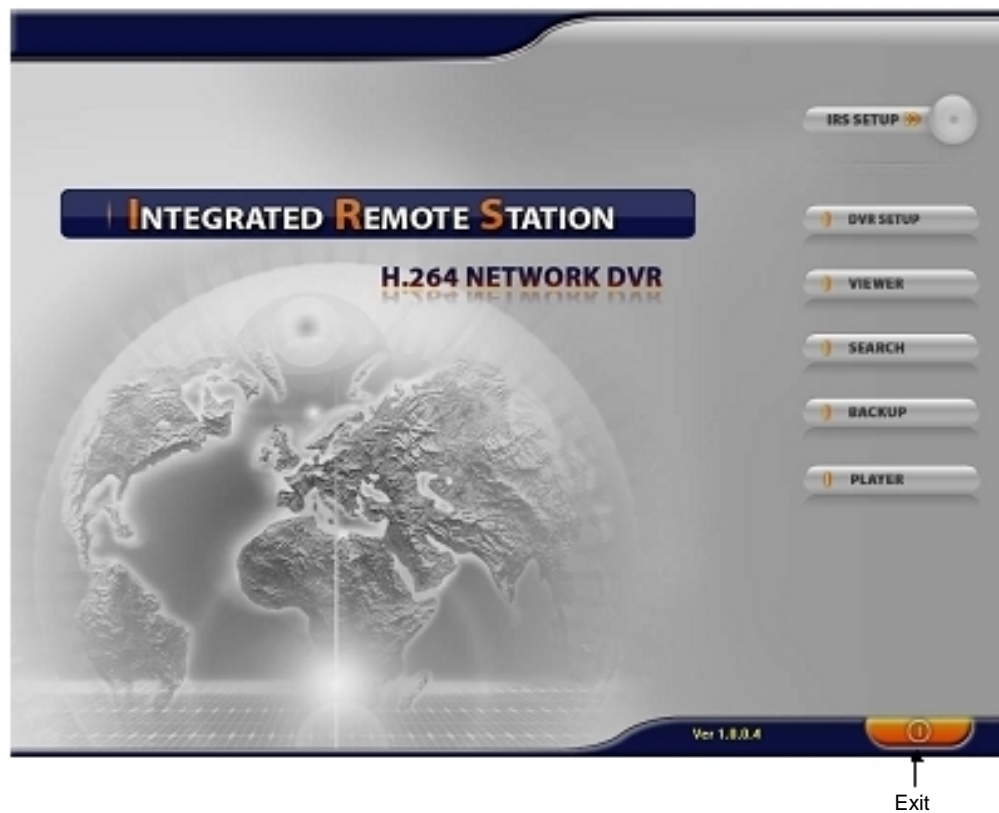 IRS SETUP
INTEGRATED REMOTE STATION
DVR SETUP
H.264 NETWORK DVR
VIEWER
SEARCH
BACKUP
PLAYER
Ver 1.0.0.4
Exit